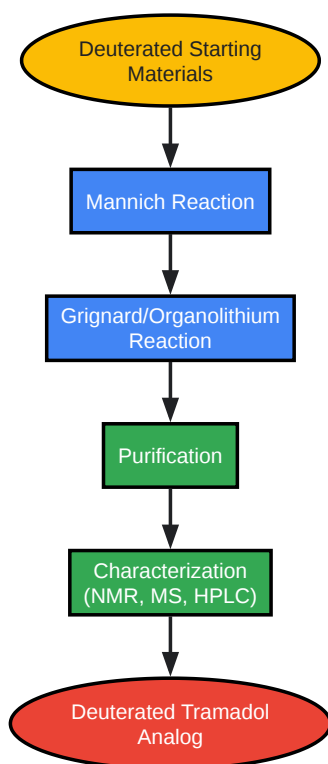 Deuterated Starting
Materials
Mannich Reaction
Grignard/Organolithium
Reaction
Purification
Characterization
(NMR, MS, HPLC)
Deuterated Tramadol
Analog